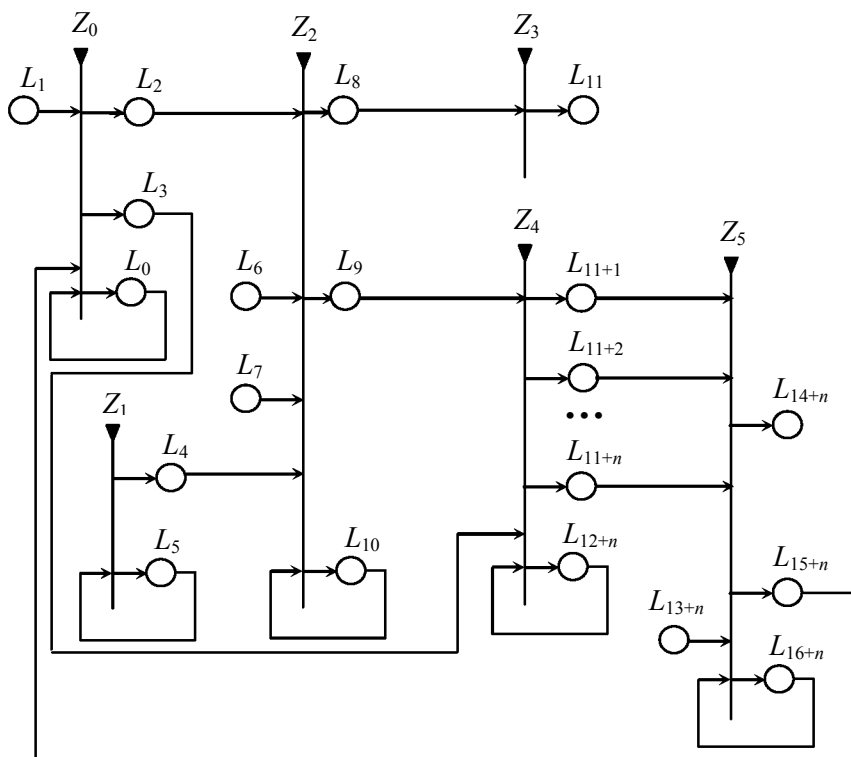 Z₀ Z₂ Z₃
L₁ L₂ L₈ L₁₁
L₃
Z₄ Z₅
L₀ L₆ L₉ L₁₁₊₁
L₇ L₁₁₊₂
Z₁ ... L₁₄₊ₙ
L₄ L₁₁₊ₙ
L₅ L₁₀ L₁₂₊ₙ L₁₅₊ₙ
L₁₃₊ₙ
L₁₆₊ₙ